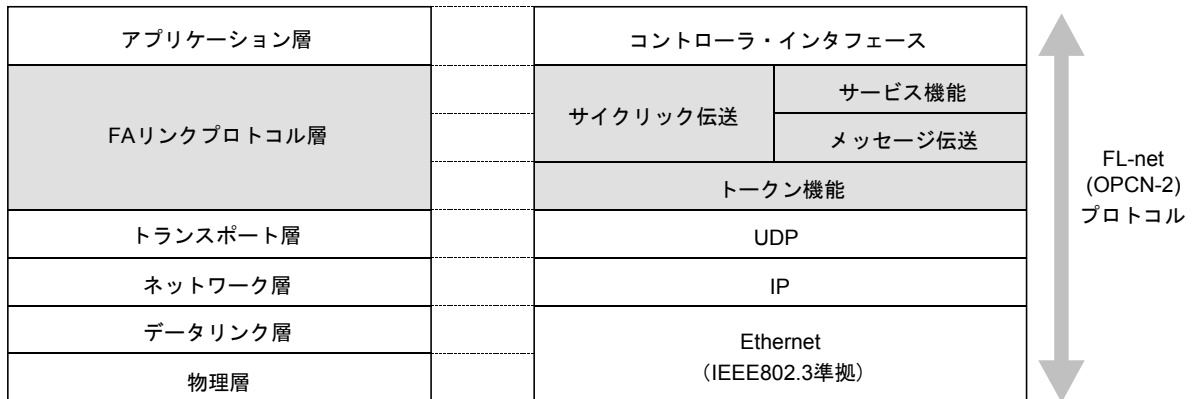 アプリケーション層
コントローラ・インタフェース
FAリンクプロトコル層
サイクリック伝送
サービス機能
メッセージ伝送
トークン機能
トランスポート層
UDP
ネットワーク層
IP
データリンク層
物理層
Ethernet
（IEEE802.3準拠）
FL-net
(OPCN-2)
プロトコル